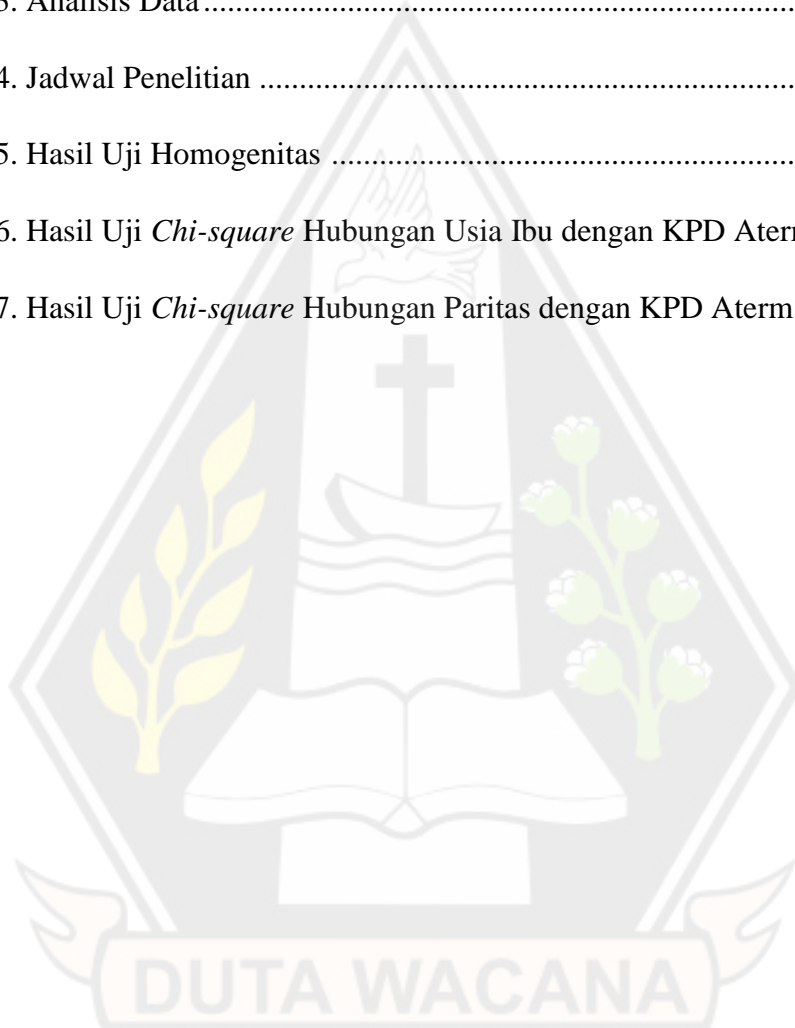 3. Analisis Data ........................................................................
4. Jadwal Penelitian ................................................................
5. Hasil Uji Homogenitas ........................................................
6. Hasil Uji Chi-square Hubungan Usia Ibu dengan KPD Aterm
7. Hasil Uji Chi-square Hubungan Paritas dengan KPD Aterm
DUTA WACANA